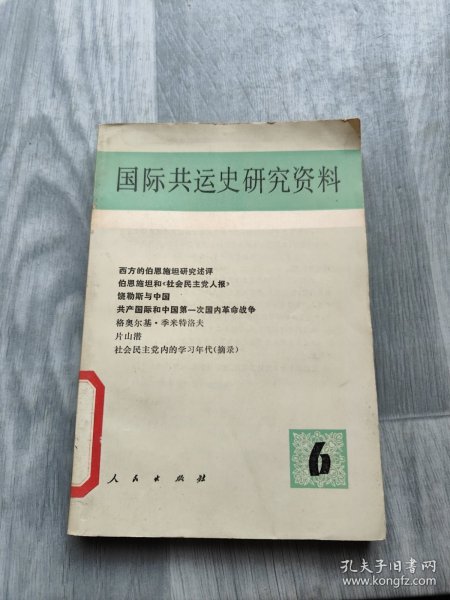 国际共运史研究资料
西方的伯恩施坦研究述评
伯恩施坦和《社会民主党人报》
饶勒斯与中国
共产国际和中国第一次国内革命战争
格奥尔基·季米特洛夫
片山潜
社会民主党内的学习年代(摘录)
6
人民出版社
孔夫子旧书网
www.kongfz.com